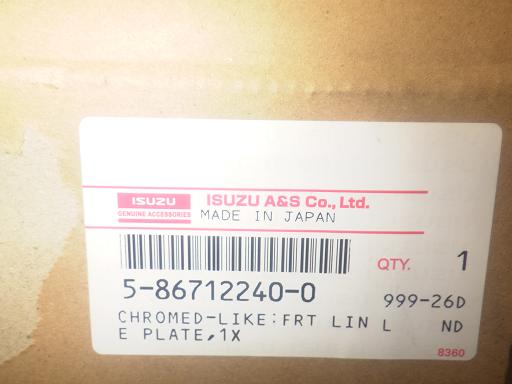 ISUZU
GENUINE ACCESSORIES
ISUZU A&S Co., Ltd.
MADE IN JAPAN
QTY. 1
5-86712240-0
999-26D
CHROMED-LIKE:FRT LIN L ND
E PLATE,1X
8360